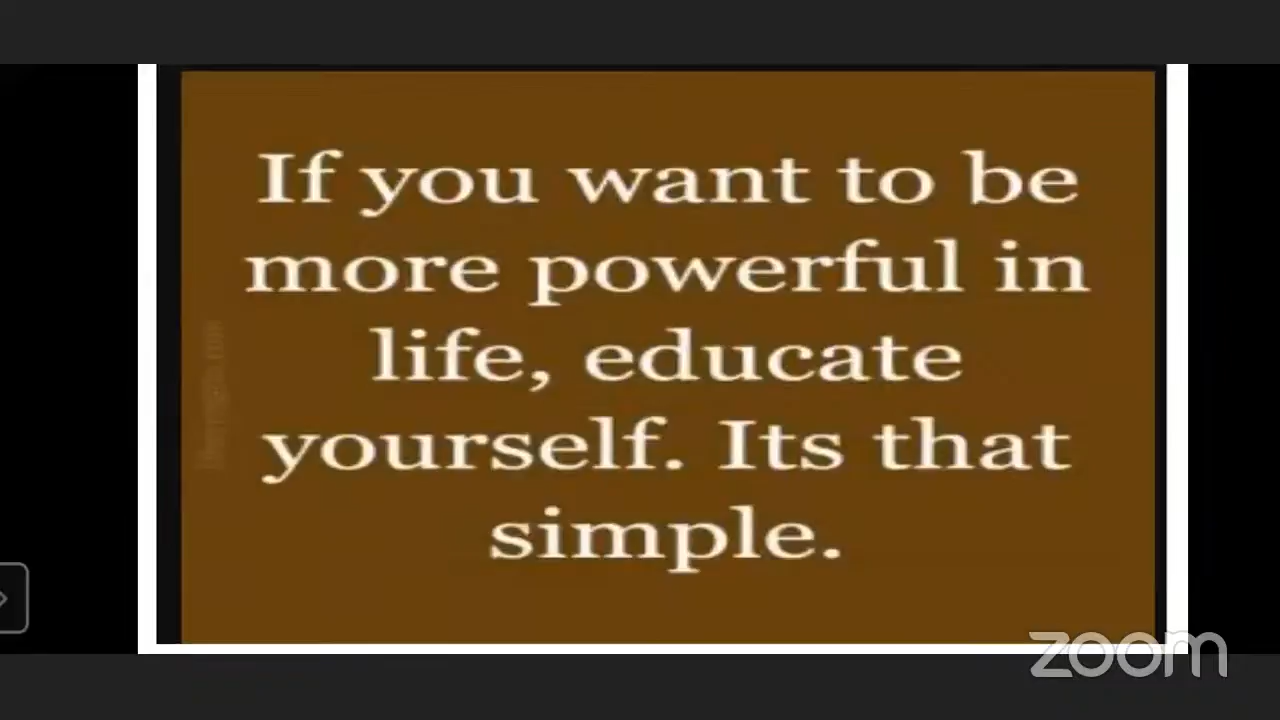 If you want to be
more powerful in
life, educate
yourself. Its that
simple.
zoom